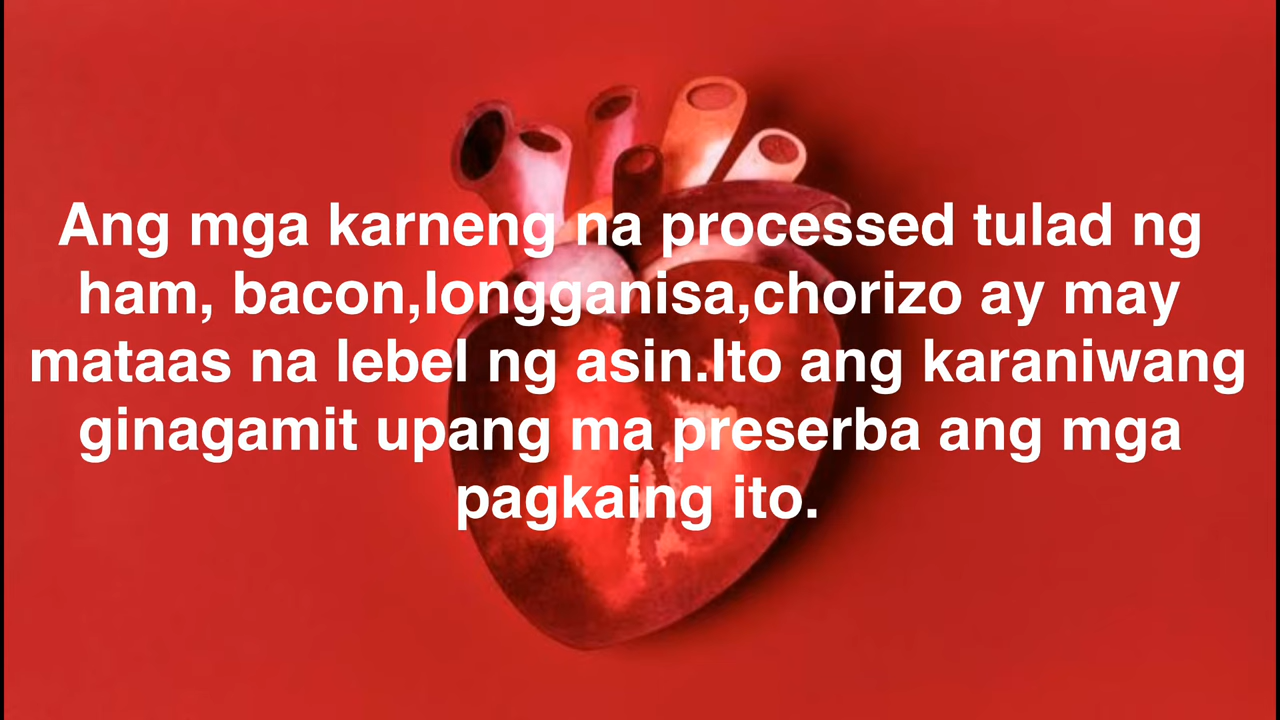 Ang mga karneng na processed tulad ng
ham, bacon,longganisa,chorizo ay may
mataas na lebel ng asin.Ito ang karaniwang
ginagamit upang ma preserba ang mga
pagkaing ito.